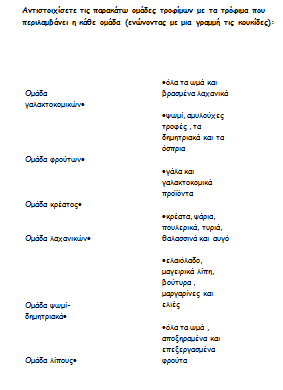 Αντιστοιχίσετε τις παρακάτω ομάδες τροφίμων με τα τρόφιμα που
περιλαμβάνει η κάθε ομάδα (ενώνοντας με μια γραμμή τις κουκίδες):
•όλα τα ωμά και
Ομάδα βρασμένα λαχανικά
γαλακτοκομικών•
•ψωμί, αμυλούχες
τροφές , τα
δημητριακά και τα
όσπρια
Ομάδα φρούτων•
•γάλα και
γαλακτοκομικά
προϊόντα
Ομάδα κρέατος•
•κρέατα, ψάρια,
πουλερικά, τυριά,
Ομάδα λαχανικών• θαλασσινά και αυγό
•ελαιόλαδο,
μαγειρικά λίπη,
βούτυρα ,
μαργαρίνες και
Ομάδα ψωμί- ελιές
δημητριακά•
•όλα τα ωμά ,
αποξηραμένα και
επεξεργασμένα
Ομάδα λίπους• φρούτα